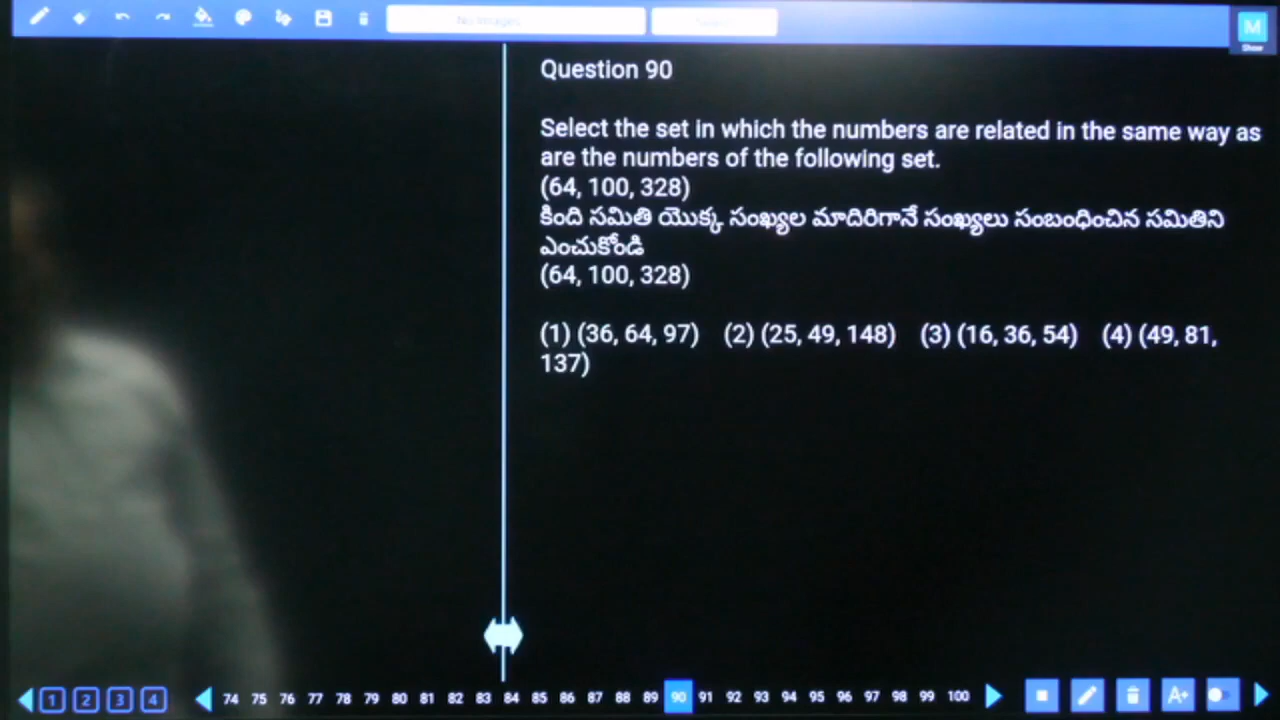 No Images
M
Show
Question 90
Select the set in which the numbers are related in the same way as
are the numbers of the following set.
(64, 100, 328)
కింది సమితి యొక్క సంఖ్యల మాదిరిగానే సంఖ్యలు సంబంధించిన సమితిని
ఎంచుకోండి
(64, 100, 328)
(1) (36, 64, 97) (2) (25, 49, 148) (3) (16, 36, 54) (4) (49, 81,
137)
1 2 3 4 74 75 76 77 78 79 80 81 82 83 84 85 86 87 88 89 90 91 92 93 94 95 96 97 98 99 100 A+